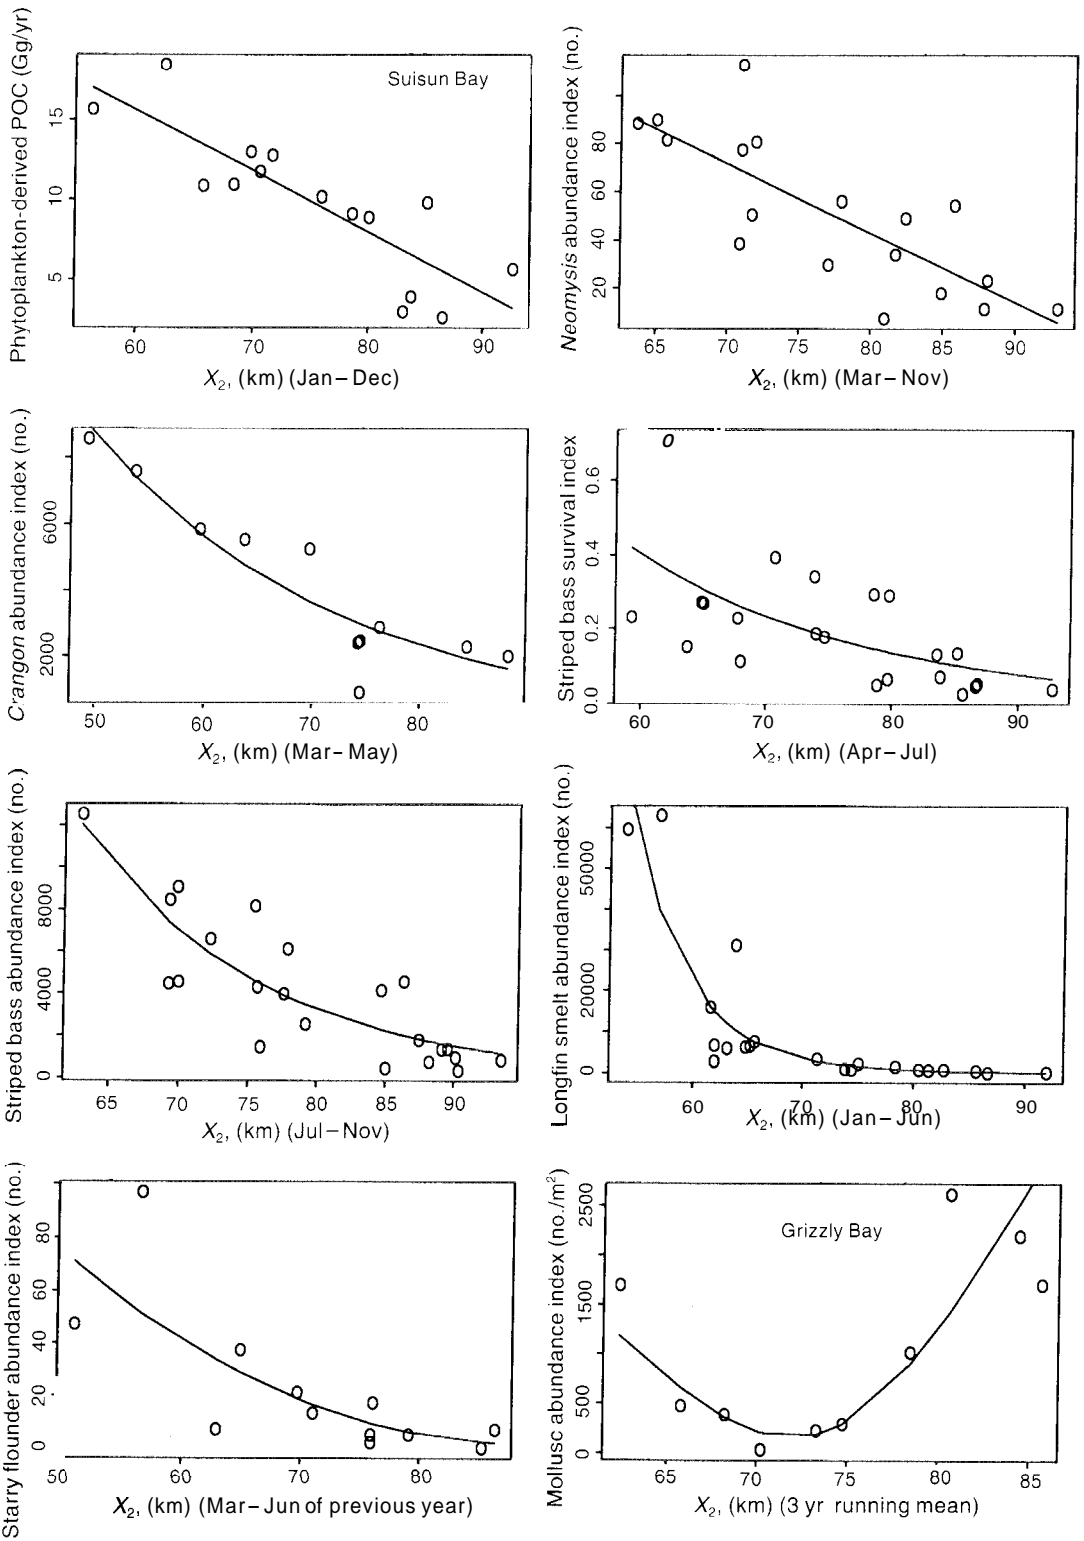 Phytoplankton-derived POC (Gg/yr)
15
10
5
Suisun Bay
60 70 80 90
X2, (km) (Jan–Dec)
Neomysis abundance index (no.)
80
60
40
20
65 70 75 80 85 90
X2, (km) (Mar–Nov)
Crangon abundance index (no.)
6000
2000
50 60 70 80
X2, (km) (Mar–May)
Striped bass survival index
0.6
0.4
0.2
0.0
60 70 80 90
X2, (km) (Apr–Jul)
Striped bass abundance index (no.)
8000
4000
0
65 70 75 80 85 90
X2, (km) (Jul–Nov)
Longfin smelt abundance index (no.)
50000
20000
0
60 70 80 90
X2, (km) (Jan–Jun)
Starry flounder abundance index (no.)
80
60
40
20
0
50 60 70 80
X2, (km) (Mar–Jun of previous year)
Mollusc abundance index (no./m²)
2500
1500
500
0
Grizzly Bay
65 70 75 80 85
X2, (km) (3 yr running mean)